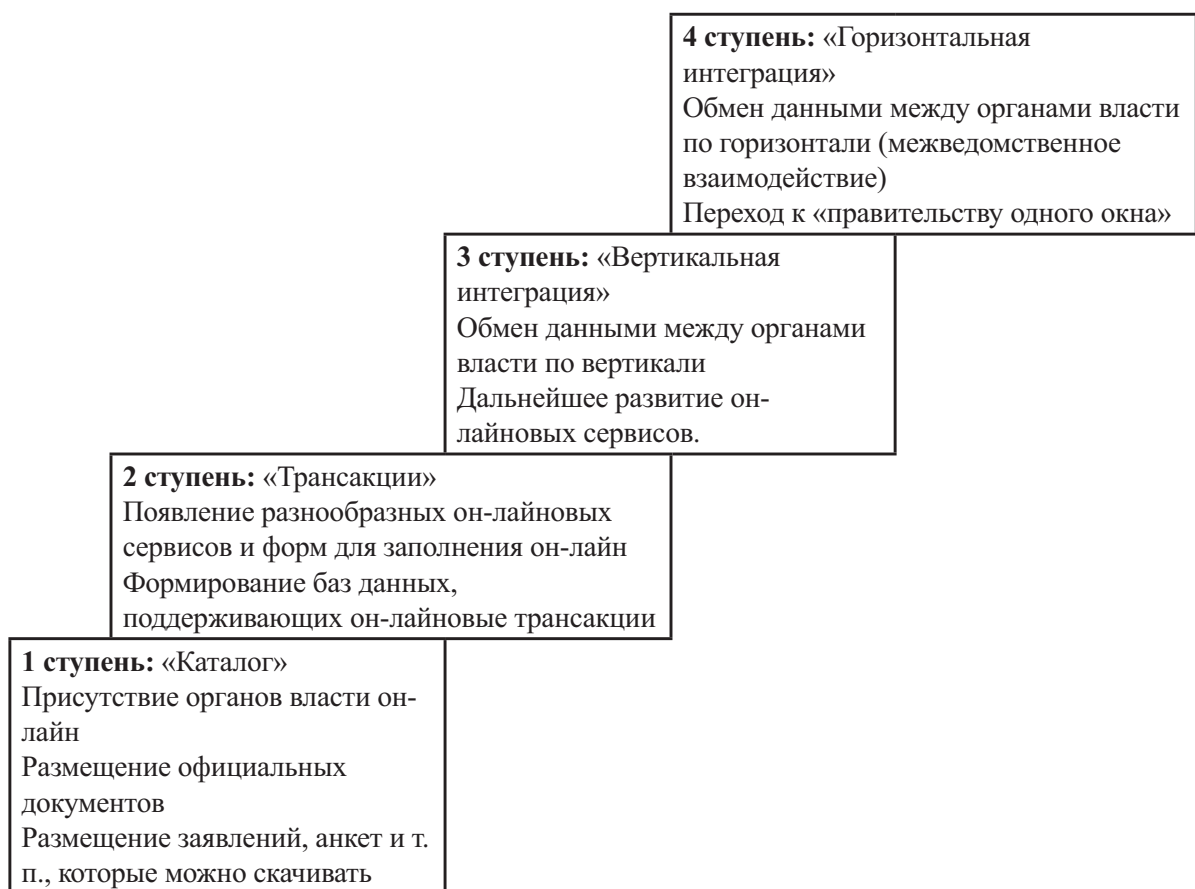 4 ступень: «Горизонтальная
интеграция»
Обмен данными между органами власти
по горизонтали (межведомственное
взаимодействие)
Переход к «правительству одного окна»
3 ступень: «Вертикальная
интеграция»
Обмен данными между органами
власти по вертикали
Дальнейшее развитие он-
лайновых сервисов.
2 ступень: «Трансакции»
Появление разнообразных он-лайновых
сервисов и форм для заполнения он-лайн
Формирование баз данных,
поддерживающих он-лайновые трансакции
1 ступень: «Каталог»
Присутствие органов власти он-
лайн
Размещение официальных
документов
Размещение заявлений, анкет и т.
п., которые можно скачивать